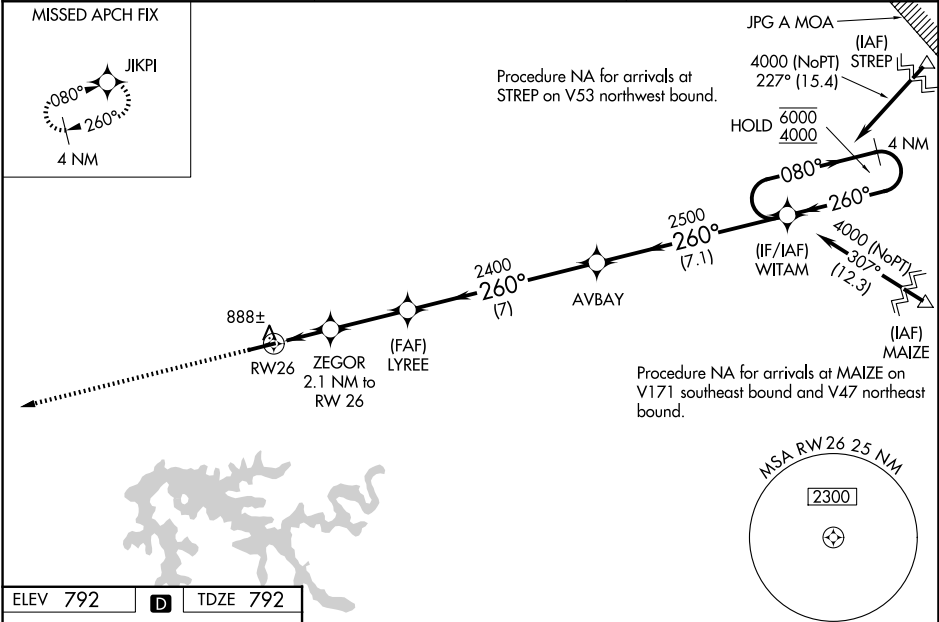 MISSED APCH FIX
JIKPI
080°
260°
4 NM
JPG A MOA
(IAF)
STREP
4000 (NoPT)
227° (15.4)
Procedure NA for arrivals at
STREP on V53 northwest bound.
HOLD 6000
4000
4 NM
080°
260°
2500
260°
(7.1)
(IF/IAF)
WITAM
4000 (NoPT)
307°
(12.3)
(IAF)
MAIZE
2400
260°
(7)
AVBAY
888±
RW26
ZEGOR
2.1 NM to
RW 26
(FAF)
LYREE
Procedure NA for arrivals at MAIZE on
V171 southeast bound and V47 northeast
bound.
MSA RW 26 25 NM
2300
ELEV 792 D TDZE 792